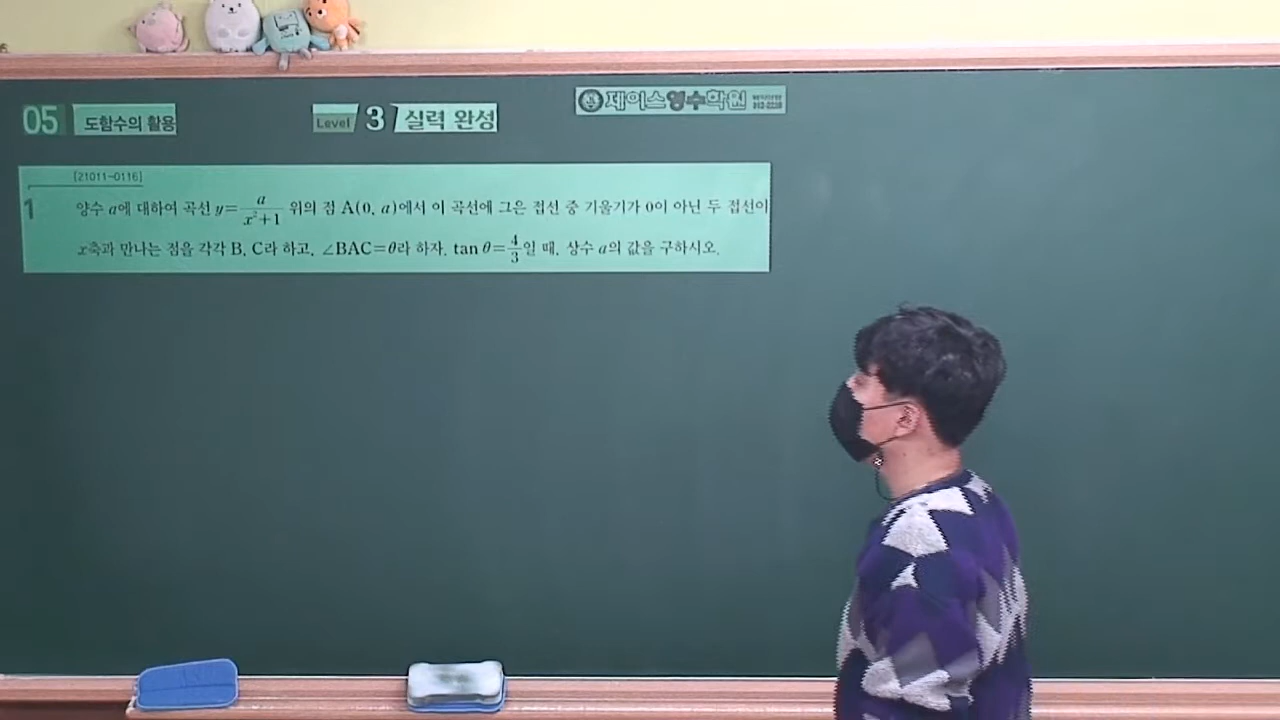 05 도함수의 활용
Level 3 실력 완성
제이스영수학원
[21011-0116]
1 양수 a에 대하여 곡선 y=a/(x²+1) 위의 점 A(0, a)에서 이 곡선에 그은 접선 중 기울기가 0이 아닌 두 접선이
x축과 만나는 점을 각각 B, C라 하고, ∠BAC=θ라 하자. tan θ=4/3일 때, 상수 a의 값을 구하시오.